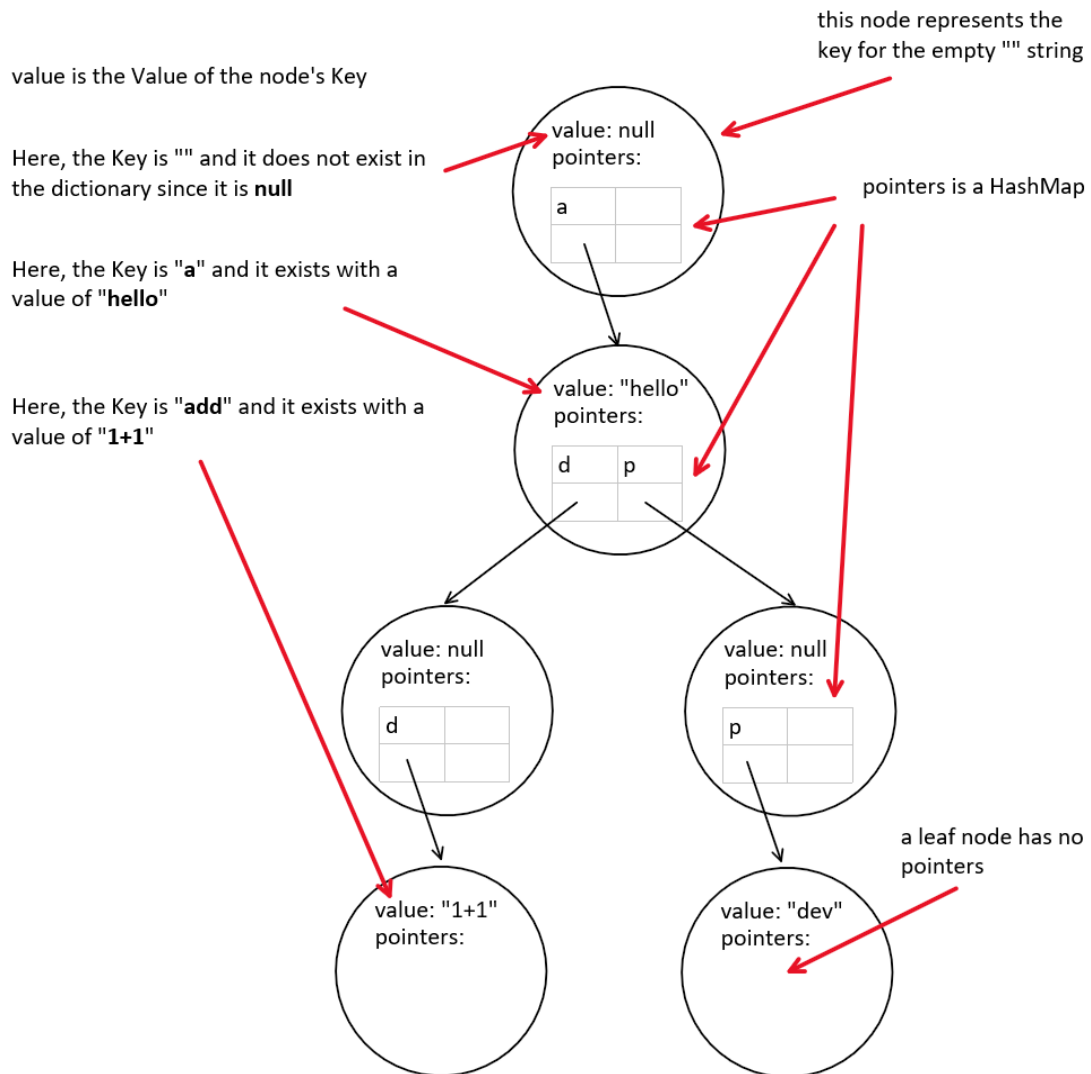 this node represents the
key for the empty "" string
value is the Value of the node's Key
value: null
pointers:
Here, the Key is "" and it does not exist in
the dictionary since it is null
pointers is a HashMap
a
Here, the Key is "a" and it exists with a
value of "hello"
value: "hello"
pointers:
Here, the Key is "add" and it exists with a
value of "1+1"
d p
value: null
pointers:
d
value: null
pointers:
p
a leaf node has no
pointers
value: "1+1"
pointers:
value: "dev"
pointers: